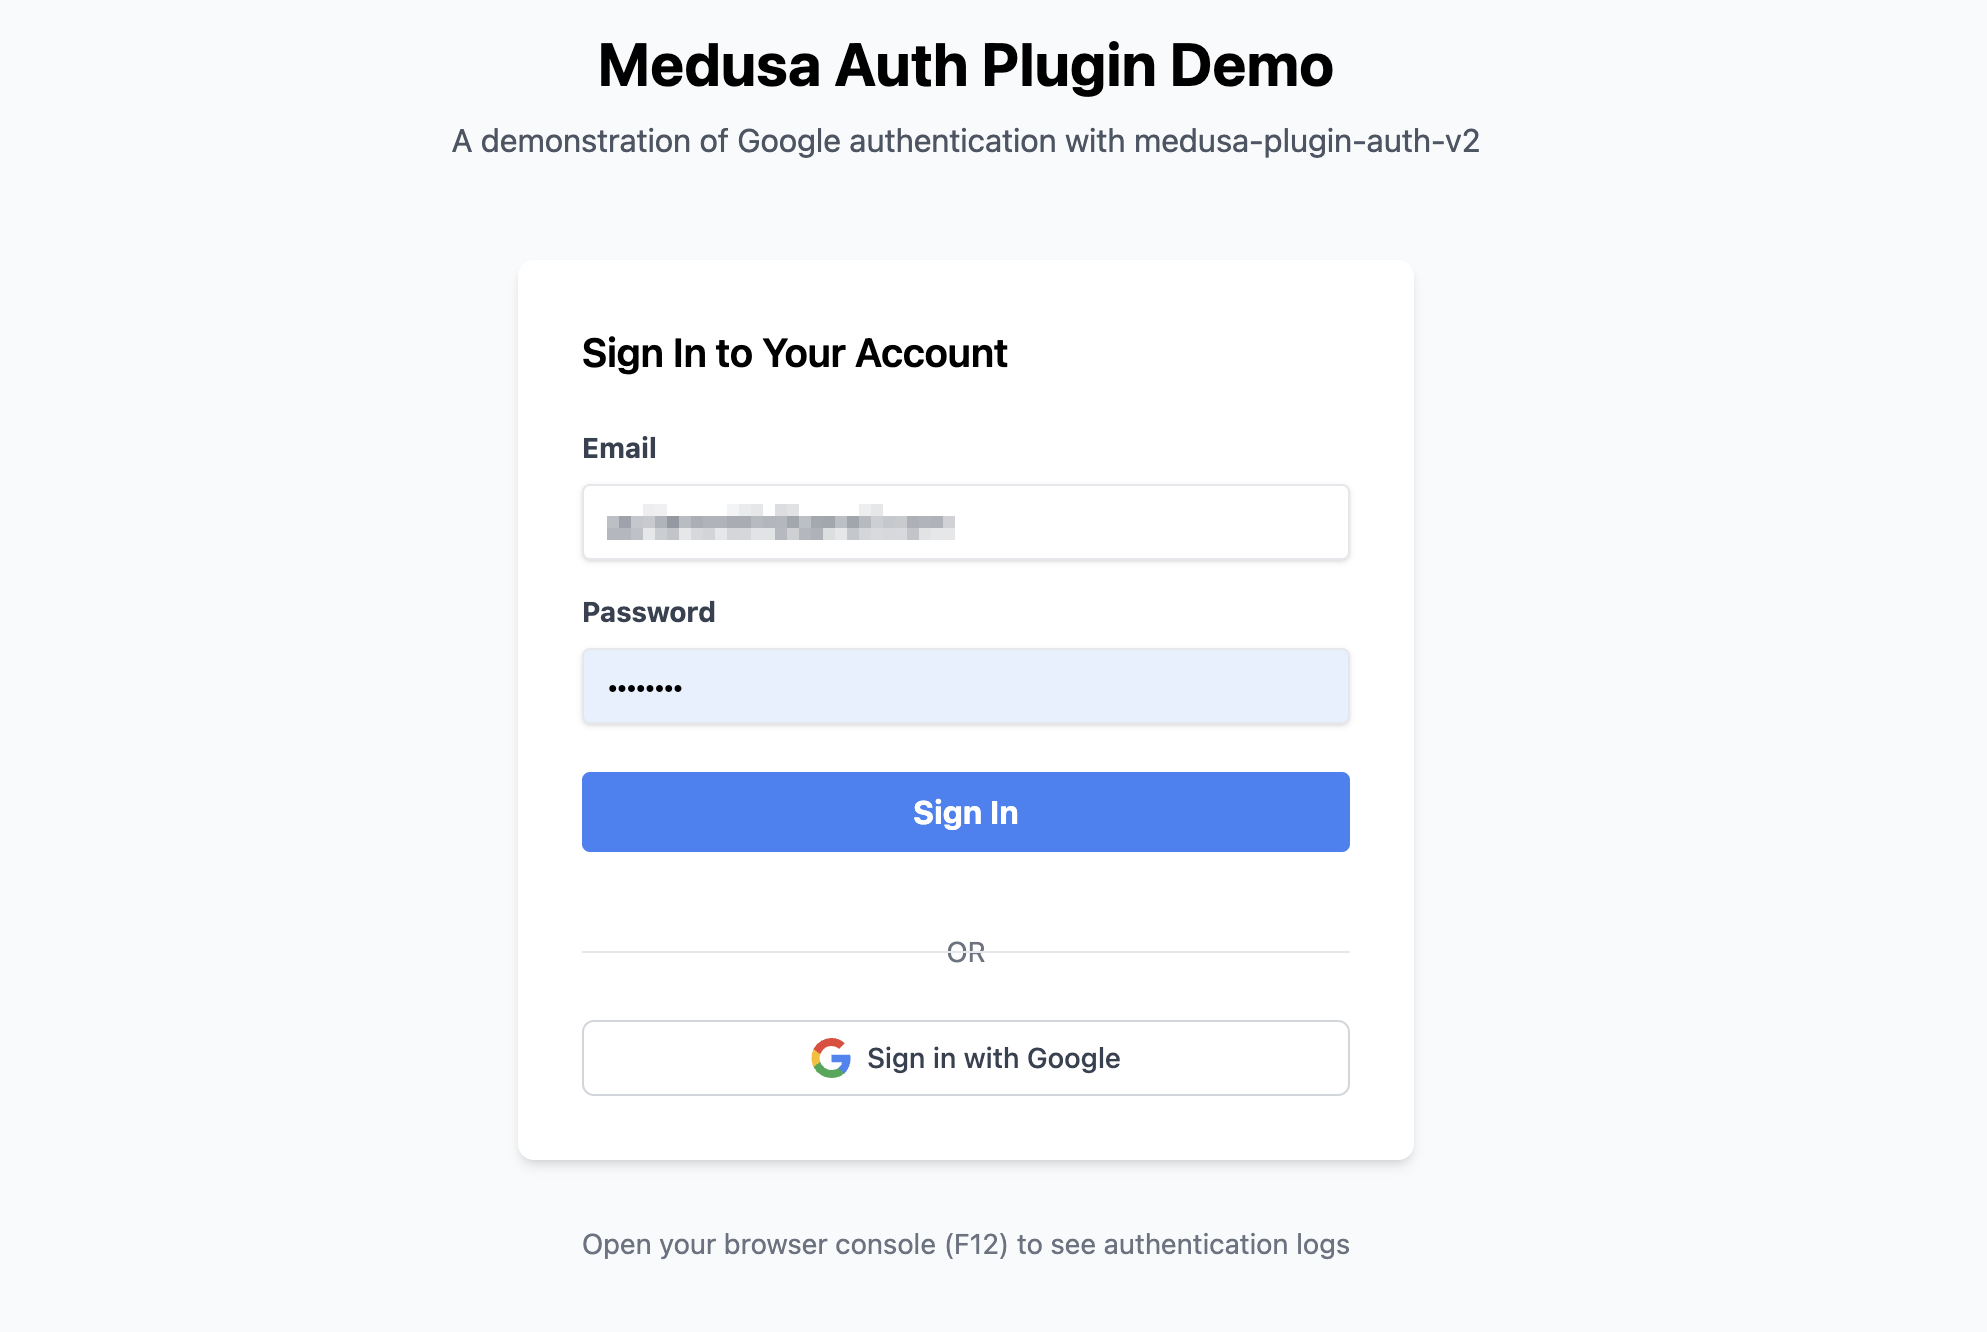 Medusa Auth Plugin Demo
A demonstration of Google authentication with medusa-plugin-auth-v2
Sign In to Your Account
Email
Password
••••••••
Sign In
OR
Sign in with Google
Open your browser console (F12) to see authentication logs